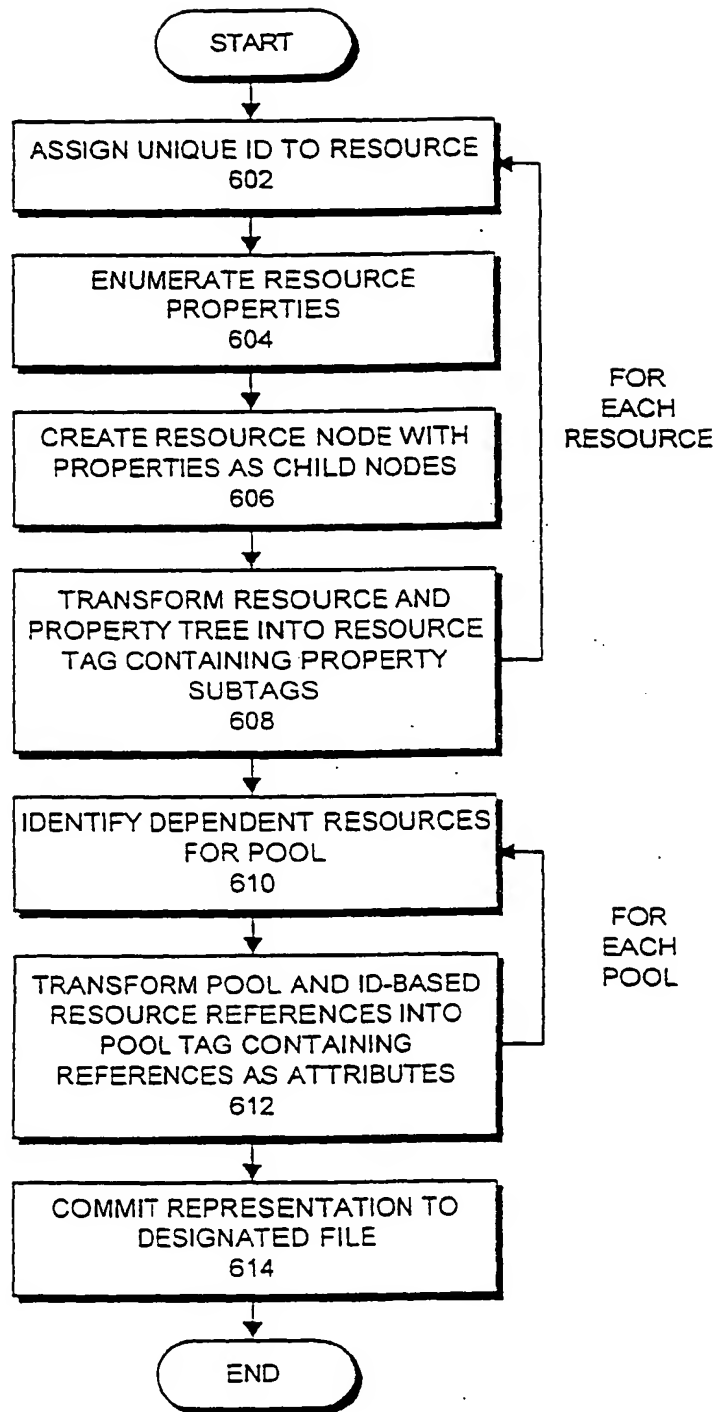 START
ASSIGN UNIQUE ID TO RESOURCE
602
ENUMERATE RESOURCE
PROPERTIES
604
CREATE RESOURCE NODE WITH
PROPERTIES AS CHILD NODES
606
TRANSFORM RESOURCE AND
PROPERTY TREE INTO RESOURCE
TAG CONTAINING PROPERTY
SUBTAGS
608
FOR
EACH
RESOURCE
IDENTIFY DEPENDENT RESOURCES
FOR POOL
610
TRANSFORM POOL AND ID-BASED
RESOURCE REFERENCES INTO
POOL TAG CONTAINING
REFERENCES AS ATTRIBUTES
612
FOR
EACH
POOL
COMMIT REPRESENTATION TO
DESIGNATED FILE
614
END